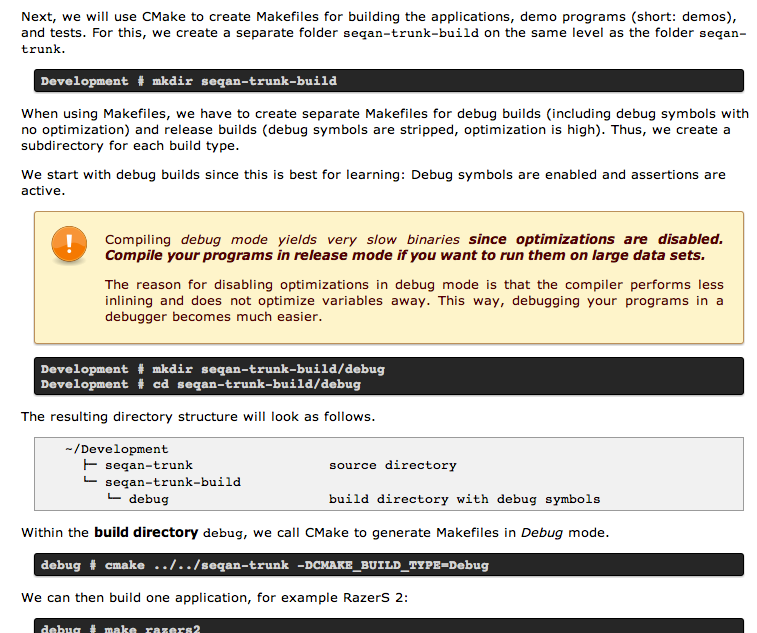 Next, we will use CMake to create Makefiles for building the applications, demo programs (short: demos),
and tests. For this, we create a separate folder seqan-trunk-build on the same level as the folder seqan-
trunk.
Development # mkdir seqan-trunk-build
When using Makefiles, we have to create separate Makefiles for debug builds (including debug symbols with
no optimization) and release builds (debug symbols are stripped, optimization is high). Thus, we create a
subdirectory for each build type.
We start with debug builds since this is best for learning: Debug symbols are enabled and assertions are
active.
Compiling debug mode yields very slow binaries since optimizations are disabled.
Compile your programs in release mode if you want to run them on large data sets.
The reason for disabling optimizations in debug mode is that the compiler performs less
inlining and does not optimize variables away. This way, debugging your programs in a
debugger becomes much easier.
Development # mkdir seqan-trunk-build/debug
Development # cd seqan-trunk-build/debug
The resulting directory structure will look as follows.
~/Development
├─ seqan-trunk source directory
└─ seqan-trunk-build
└─ debug build directory with debug symbols
Within the build directory debug, we call CMake to generate Makefiles in Debug mode.
debug # cmake ../../seqan-trunk -DCMAKE_BUILD_TYPE=Debug
We can then build one application, for example RazerS 2:
debug # make razers2